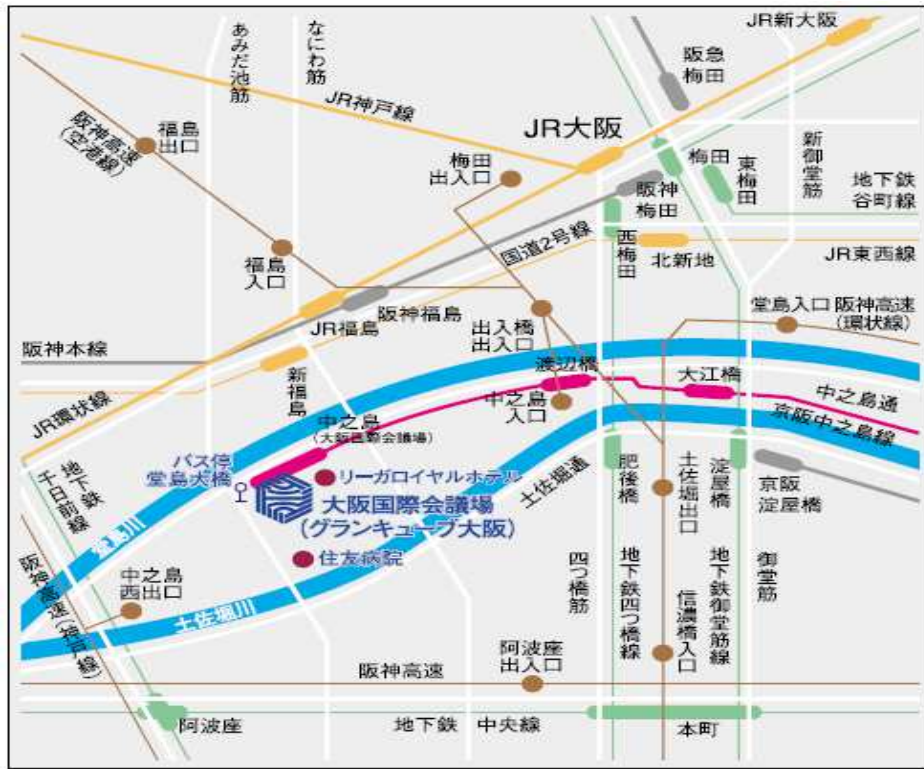 JR新大阪
あみだ池筋
なにわ筋
阪急
梅田
JR神戸線
阪神高速
(空港線)
福島
出口
JR大阪
梅田
出入口
梅田
東梅田
新御堂筋
阪神
梅田
地下鉄
谷町線
国道2号線
西梅田
北新地
JR東西線
福島
入口
JR福島
阪神福島
出入橋
出入口
堂島入口
阪神高速
(環状線)
阪神本線
新福島
渡辺橋
大江橋
中之島
入口
中之島通
JR環状線
中之島
(大阪国際会議場)
京阪中之島線
バス停
堂島大橋
リーガロイヤルホテル
土佐堀通
肥後橋
土佐堀出口
淀屋橋
京阪
淀屋橋
地下鉄
千日前線
大阪国際会議場
(グランキューブ大阪)
堂島川
住友病院
中之島
西出口
土佐堀川
四つ橋筋
地下鉄四つ橋線
信濃橋入口
地下鉄御堂筋線
御堂筋
阪神高速(神戸線)
阪神高速
阿波座
出入口
阿波座
地下鉄
中央線
本町